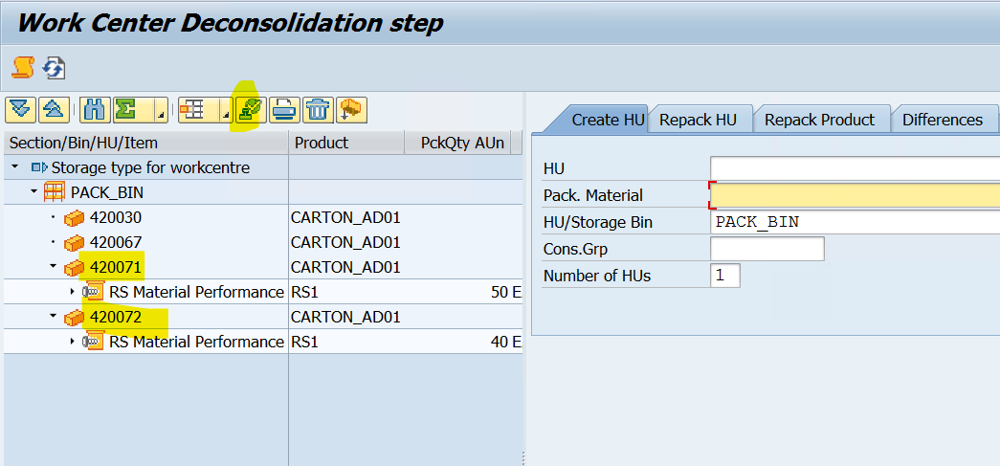 Work Center Deconsolidation step
Create HU Repack HU Repack Product Differences
Section/Bin/HU/Item Product PckQty AUn
Storage type for workcentre
PACK_BIN
420030 CARTON_AD01
420067 CARTON_AD01
420071 CARTON_AD01
RS Material Performance RS1 50 E
420072 CARTON_AD01
RS Material Performance RS1 40 E
HU
Pack. Material
HU/Storage Bin PACK_BIN
Cons.Grp
Number of HUs 1